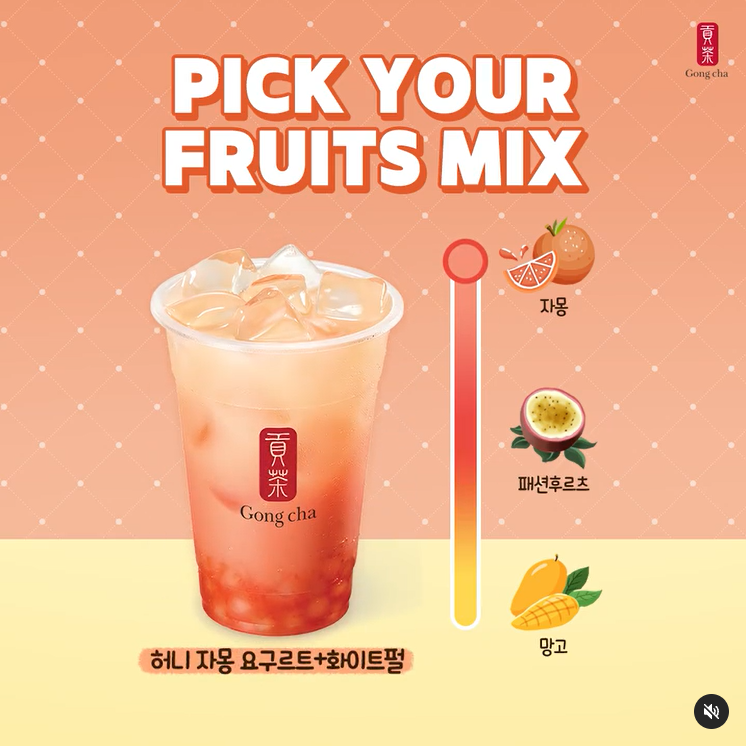 貢茶
Gong cha
PICK YOUR
FRUITS MIX
자몽
貢茶
Gong cha
패션후르츠
망고
허니 자몽 요구르트+화이트펄